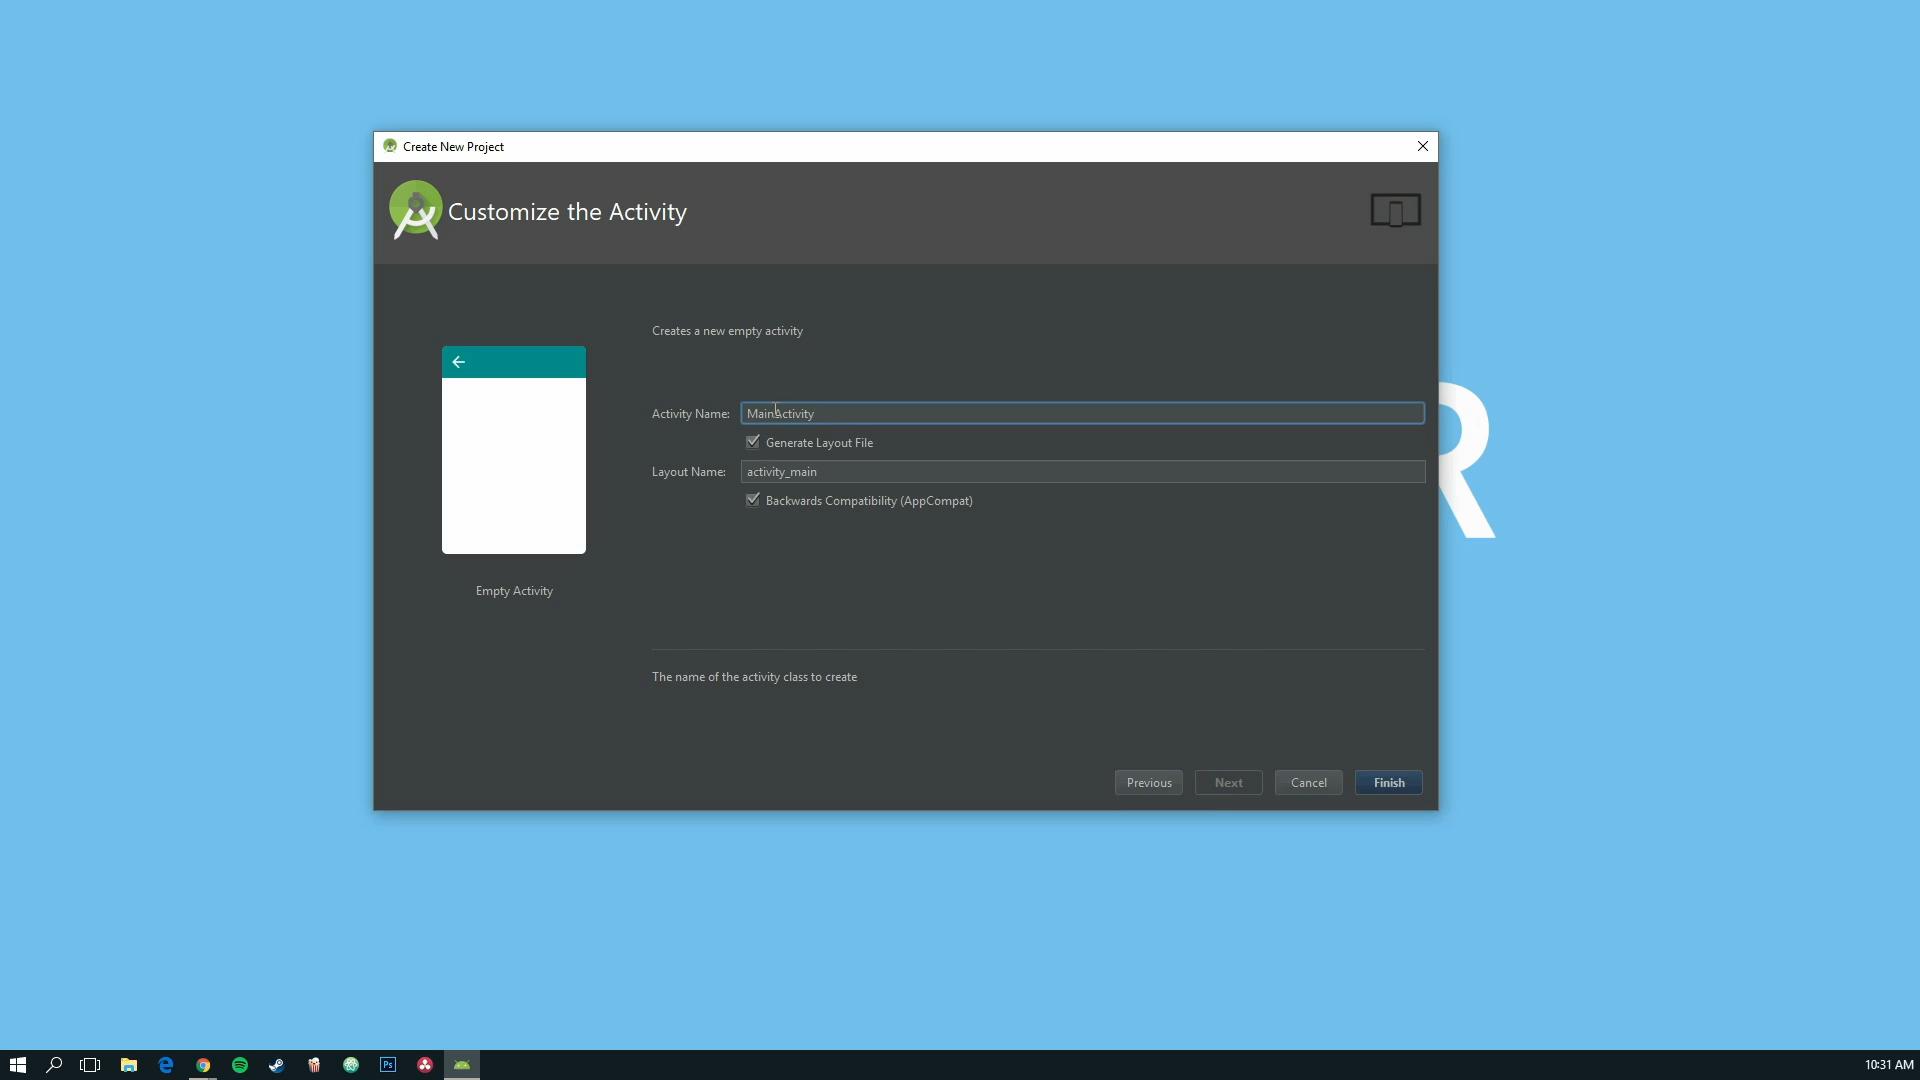 Create New Project
Customize the Activity
Creates a new empty activity
Activity Name: MainActivity
Generate Layout File
Layout Name: activity_main
Backwards Compatibility (AppCompat)
Empty Activity
The name of the activity class to create
Previous Next Cancel Finish
R
Ps
10:31 AM